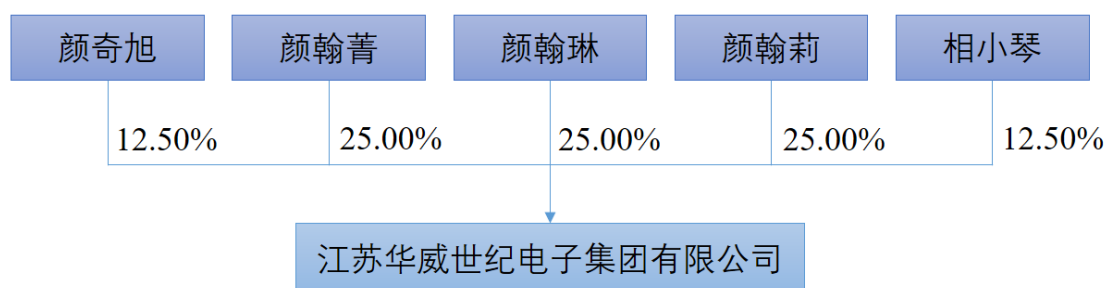 颜奇旭
颜翰菁
颜翰琳
颜翰莉
相小琴
12.50%
25.00%
25.00%
25.00%
12.50%
江苏华威世纪电子集团有限公司